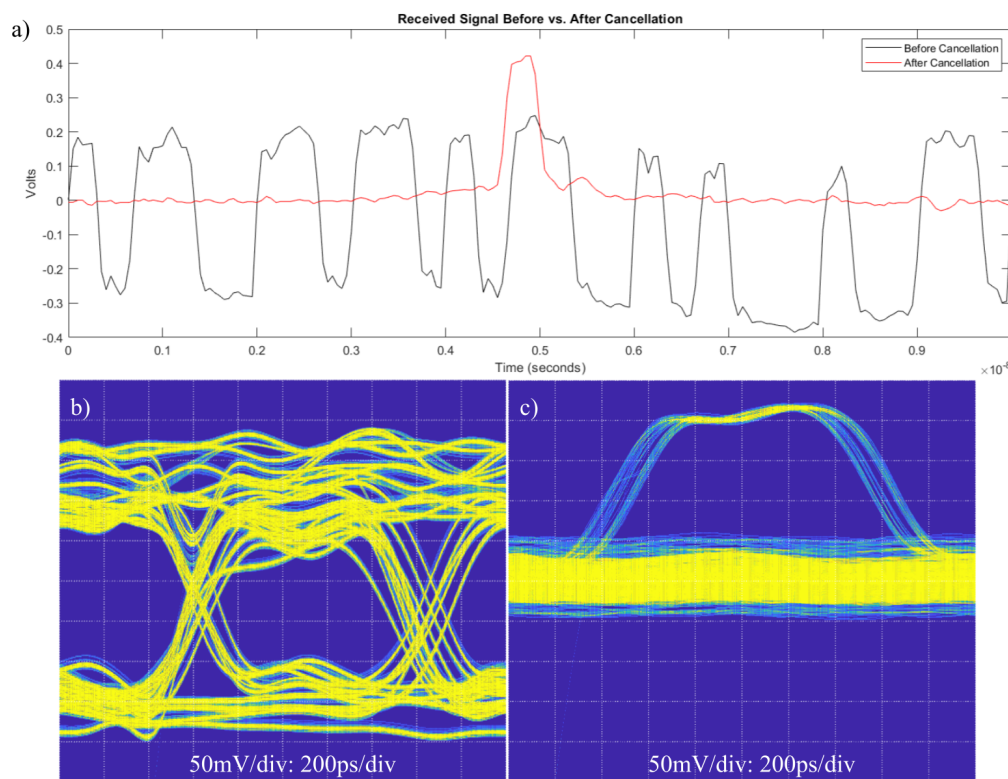 a)
Received Signal Before vs. After Cancellation
Before Cancellation
After Cancellation
Volts
0.5
0.4
0.3
0.2
0.1
0
-0.1
-0.2
-0.3
-0.4
0 0.1 0.2 0.3 0.4 0.5 0.6 0.7 0.8 0.9
Time (seconds)
b)
50mV/div: 200ps/div
c)
50mV/div: 200ps/div